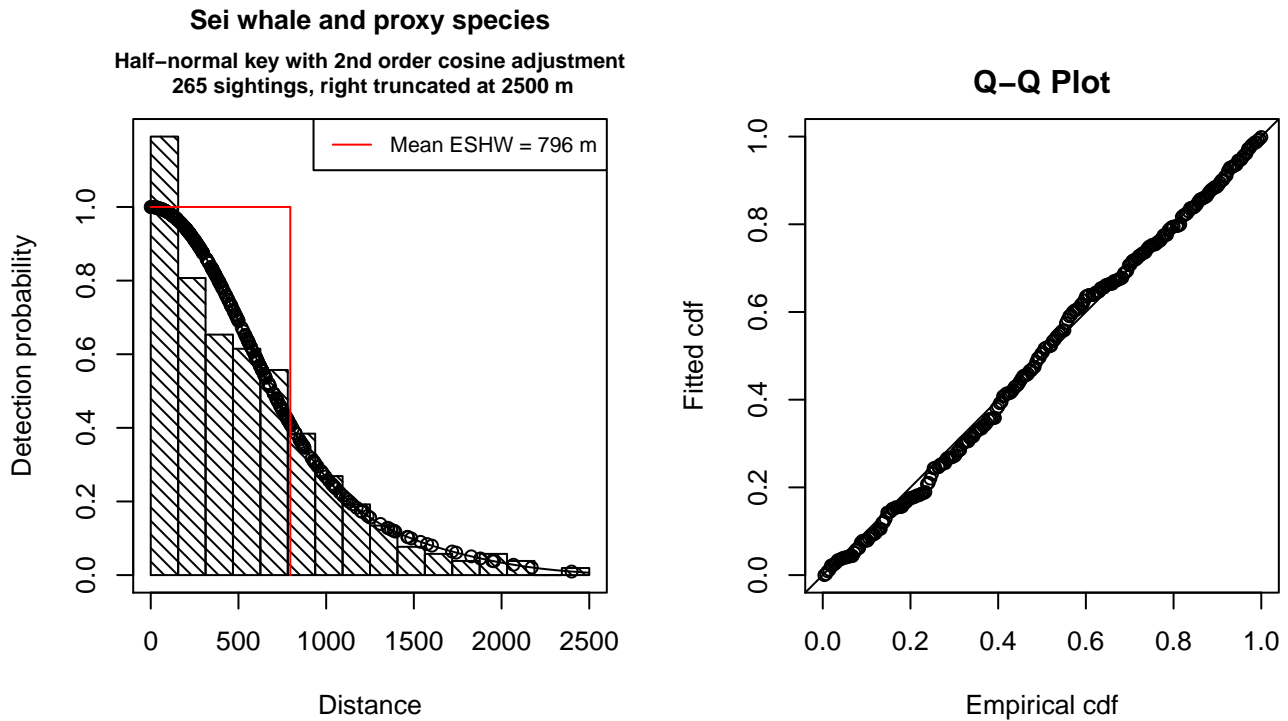 Sei whale and proxy species
Half−normal key with 2nd order cosine adjustment
265 sightings, right truncated at 2500 m
Mean ESHW = 796 m
Detection probability
1.0
0.8
0.6
0.4
0.2
0.0
0 500 1000 1500 2000 2500
Distance
Q−Q Plot
Fitted cdf
1.0
0.8
0.6
0.4
0.2
0.0
0.0 0.2 0.4 0.6 0.8 1.0
Empirical cdf